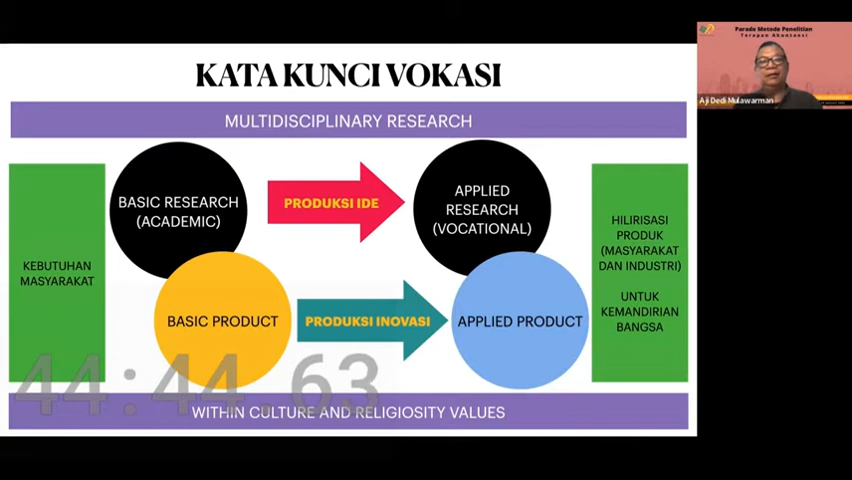 KATA KUNCI VOKASI
MULTIDISCIPLINARY RESEARCH
KEBUTUHAN
MASYARAKAT
BASIC RESEARCH
(ACADEMIC)
PRODUKSI IDE
APPLIED
RESEARCH
(VOCATIONAL)
BASIC PRODUCT
PRODUKSI INOVASI
APPLIED PRODUCT
HILIRISASI
PRODUK
(MASYARAKAT
DAN INDUSTRI)
UNTUK
KEMANDIRIAN
BANGSA
44:44.63
WITHIN CULTURE AND RELIGIOSITY VALUES
Parade Metode Penelitian
Terapan Akuntansi
Aji Dedi Mulawarman